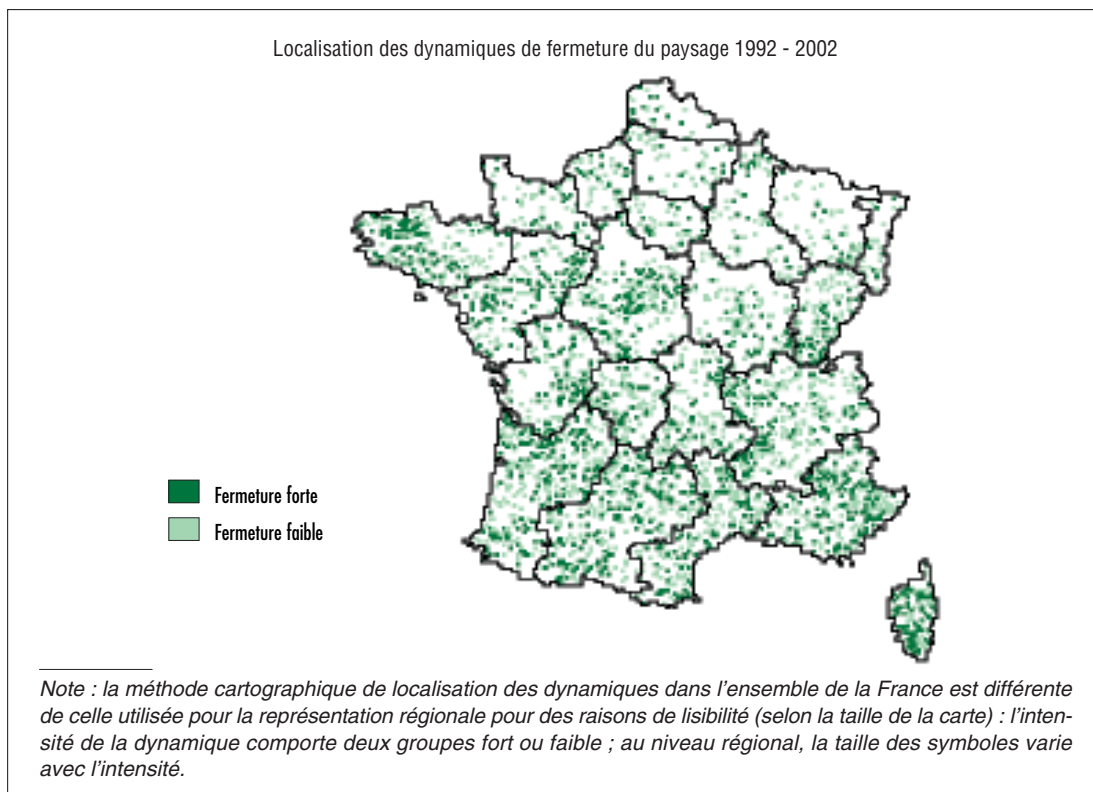 Localisation des dynamiques de fermeture du paysage 1992 - 2002
Fermeture forte
Fermeture faible
Note : la méthode cartographique de localisation des dynamiques dans l'ensemble de la France est différente
de celle utilisée pour la représentation régionale pour des raisons de lisibilité (selon la taille de la carte) : l'inten-
sité de la dynamique comporte deux groupes fort ou faible ; au niveau régional, la taille des symboles varie
avec l'intensité.